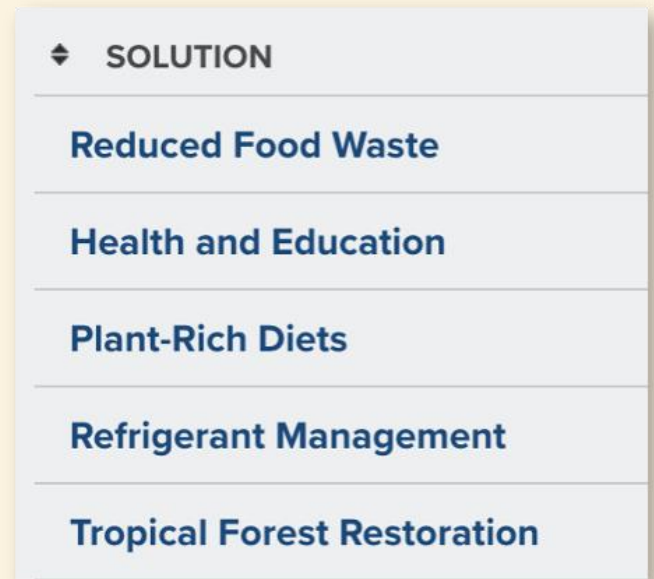 SOLUTION
Reduced Food Waste
Health and Education
Plant-Rich Diets
Refrigerant Management
Tropical Forest Restoration